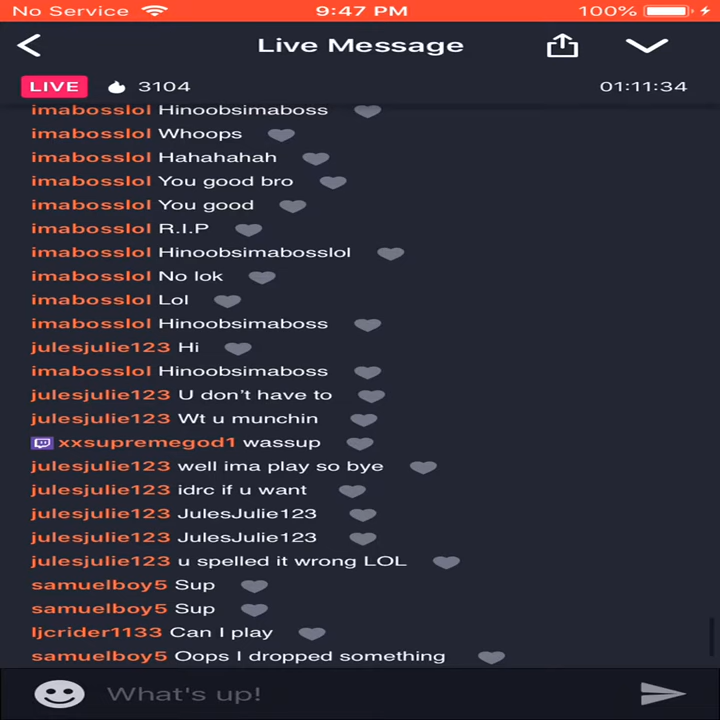 No Service 9:47 PM 100%
Live Message
LIVE 3104 01:11:34
imabosslol Hinoobsimaboss
imabosslol Whoops
imabosslol Hahahahah
imabosslol You good bro
imabosslol You good
imabosslol R.I.P
imabosslol Hinoobsimabosslol
imabosslol No lok
imabosslol Lol
imabosslol Hinoobsimaboss
julesjulie123 Hi
imabosslol Hinoobsimaboss
julesjulie123 U don't have to
julesjulie123 Wt u munchin
xxsupremegod1 wassup
julesjulie123 well ima play so bye
julesjulie123 idrc if u want
julesjulie123 JulesJulie123
julesjulie123 JulesJulie123
julesjulie123 u spelled it wrong LOL
samuelboy5 Sup
samuelboy5 Sup
ljcrider1133 Can I play
samuelboy5 Oops I dropped something
What's up!